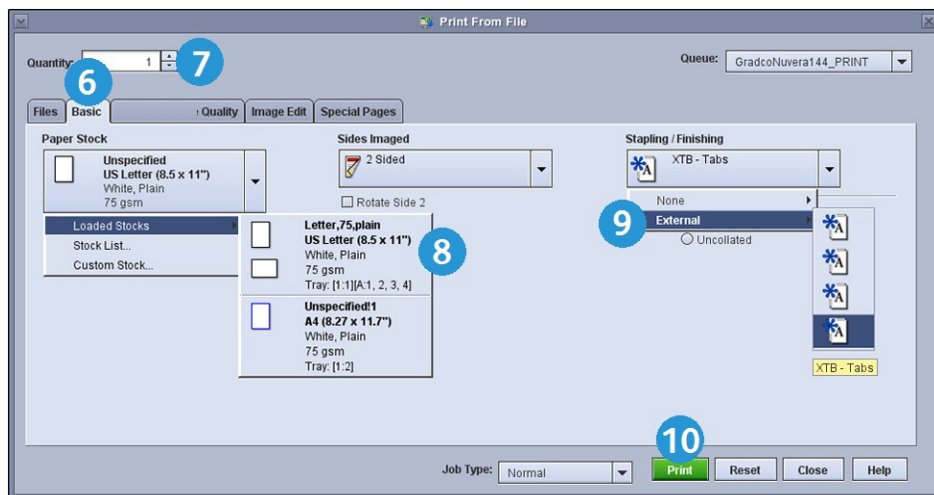 Print From File
Quantity: 1 7
Queue: GradcoNuvera144_PRINT
6
Files Basic Quality Image Edit Special Pages
Paper Stock
Unspecified
US Letter (8.5 x 11")
White, Plain
75 gsm
Loaded Stocks
Stock List...
Custom Stock...
Letter,75,plain
US Letter (8.5 x 11")
White, Plain
75 gsm
Tray: [1:1][A:1, 2, 3, 4]
8
Unspecified!1
A4 (8.27 x 11.7")
White, Plain
75 gsm
Tray: [1:2]
Sides Imaged
2 Sided
Rotate Side 2
Stapling / Finishing
XTB - Tabs
None
9 External
Uncollated
A
A
A
A
XTB - Tabs
10
Job Type: Normal Print Reset Close Help